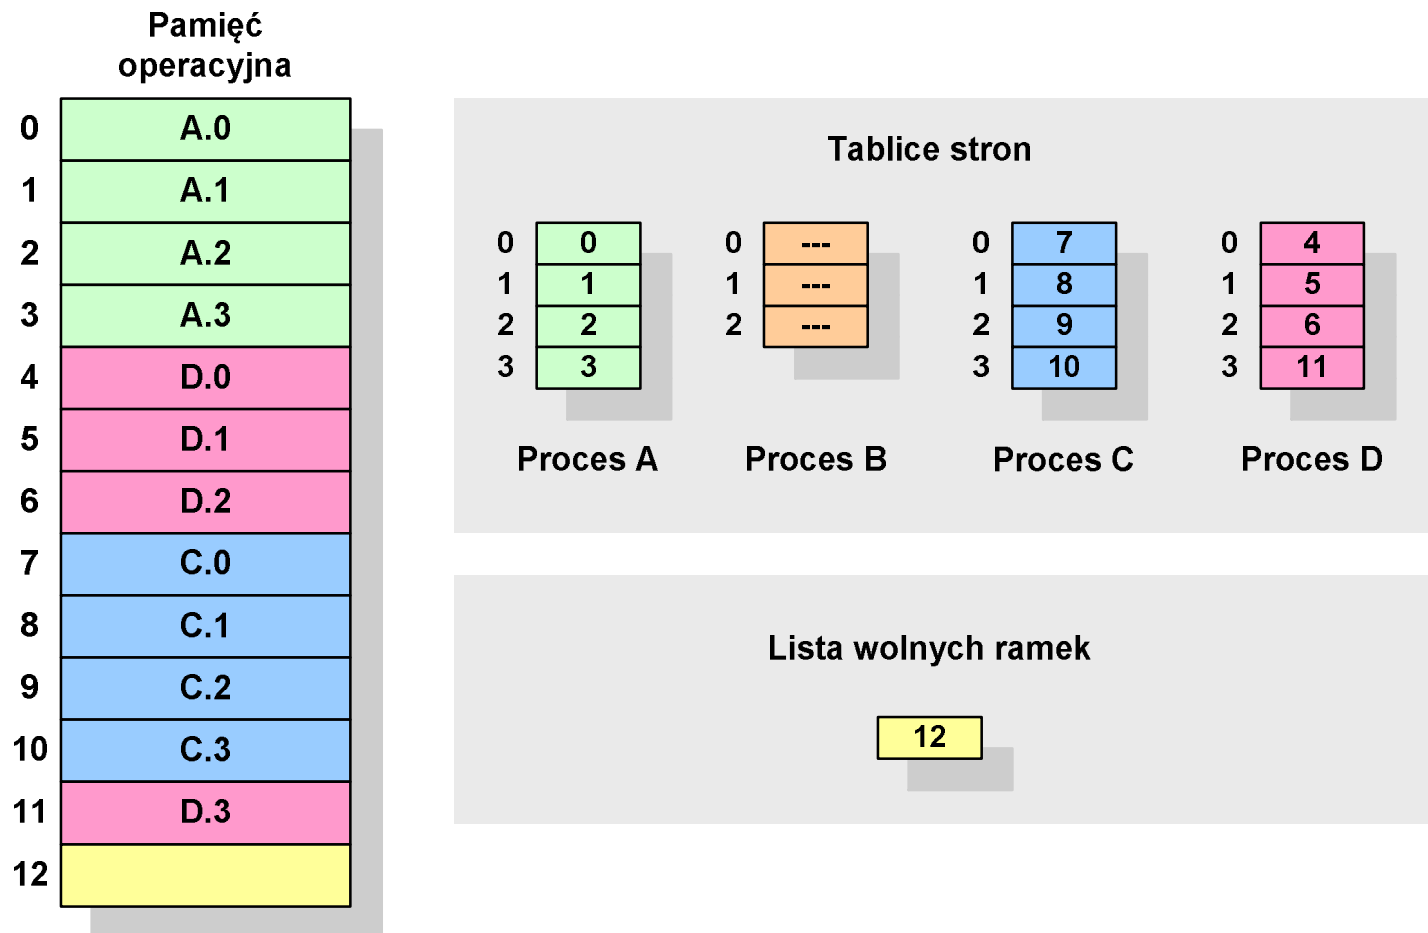 Pamięć
operacyjna
0 A.0
1 A.1
2 A.2
3 A.3
4 D.0
5 D.1
6 D.2
7 C.0
8 C.1
9 C.2
10 C.3
11 D.3
12
Tablice stron
0 0
1 1
2 2
3 3
Proces A
0 ---
1 ---
2 ---
Proces B
0 7
1 8
2 9
3 10
Proces C
0 4
1 5
2 6
3 11
Proces D
Lista wolnych ramek
12